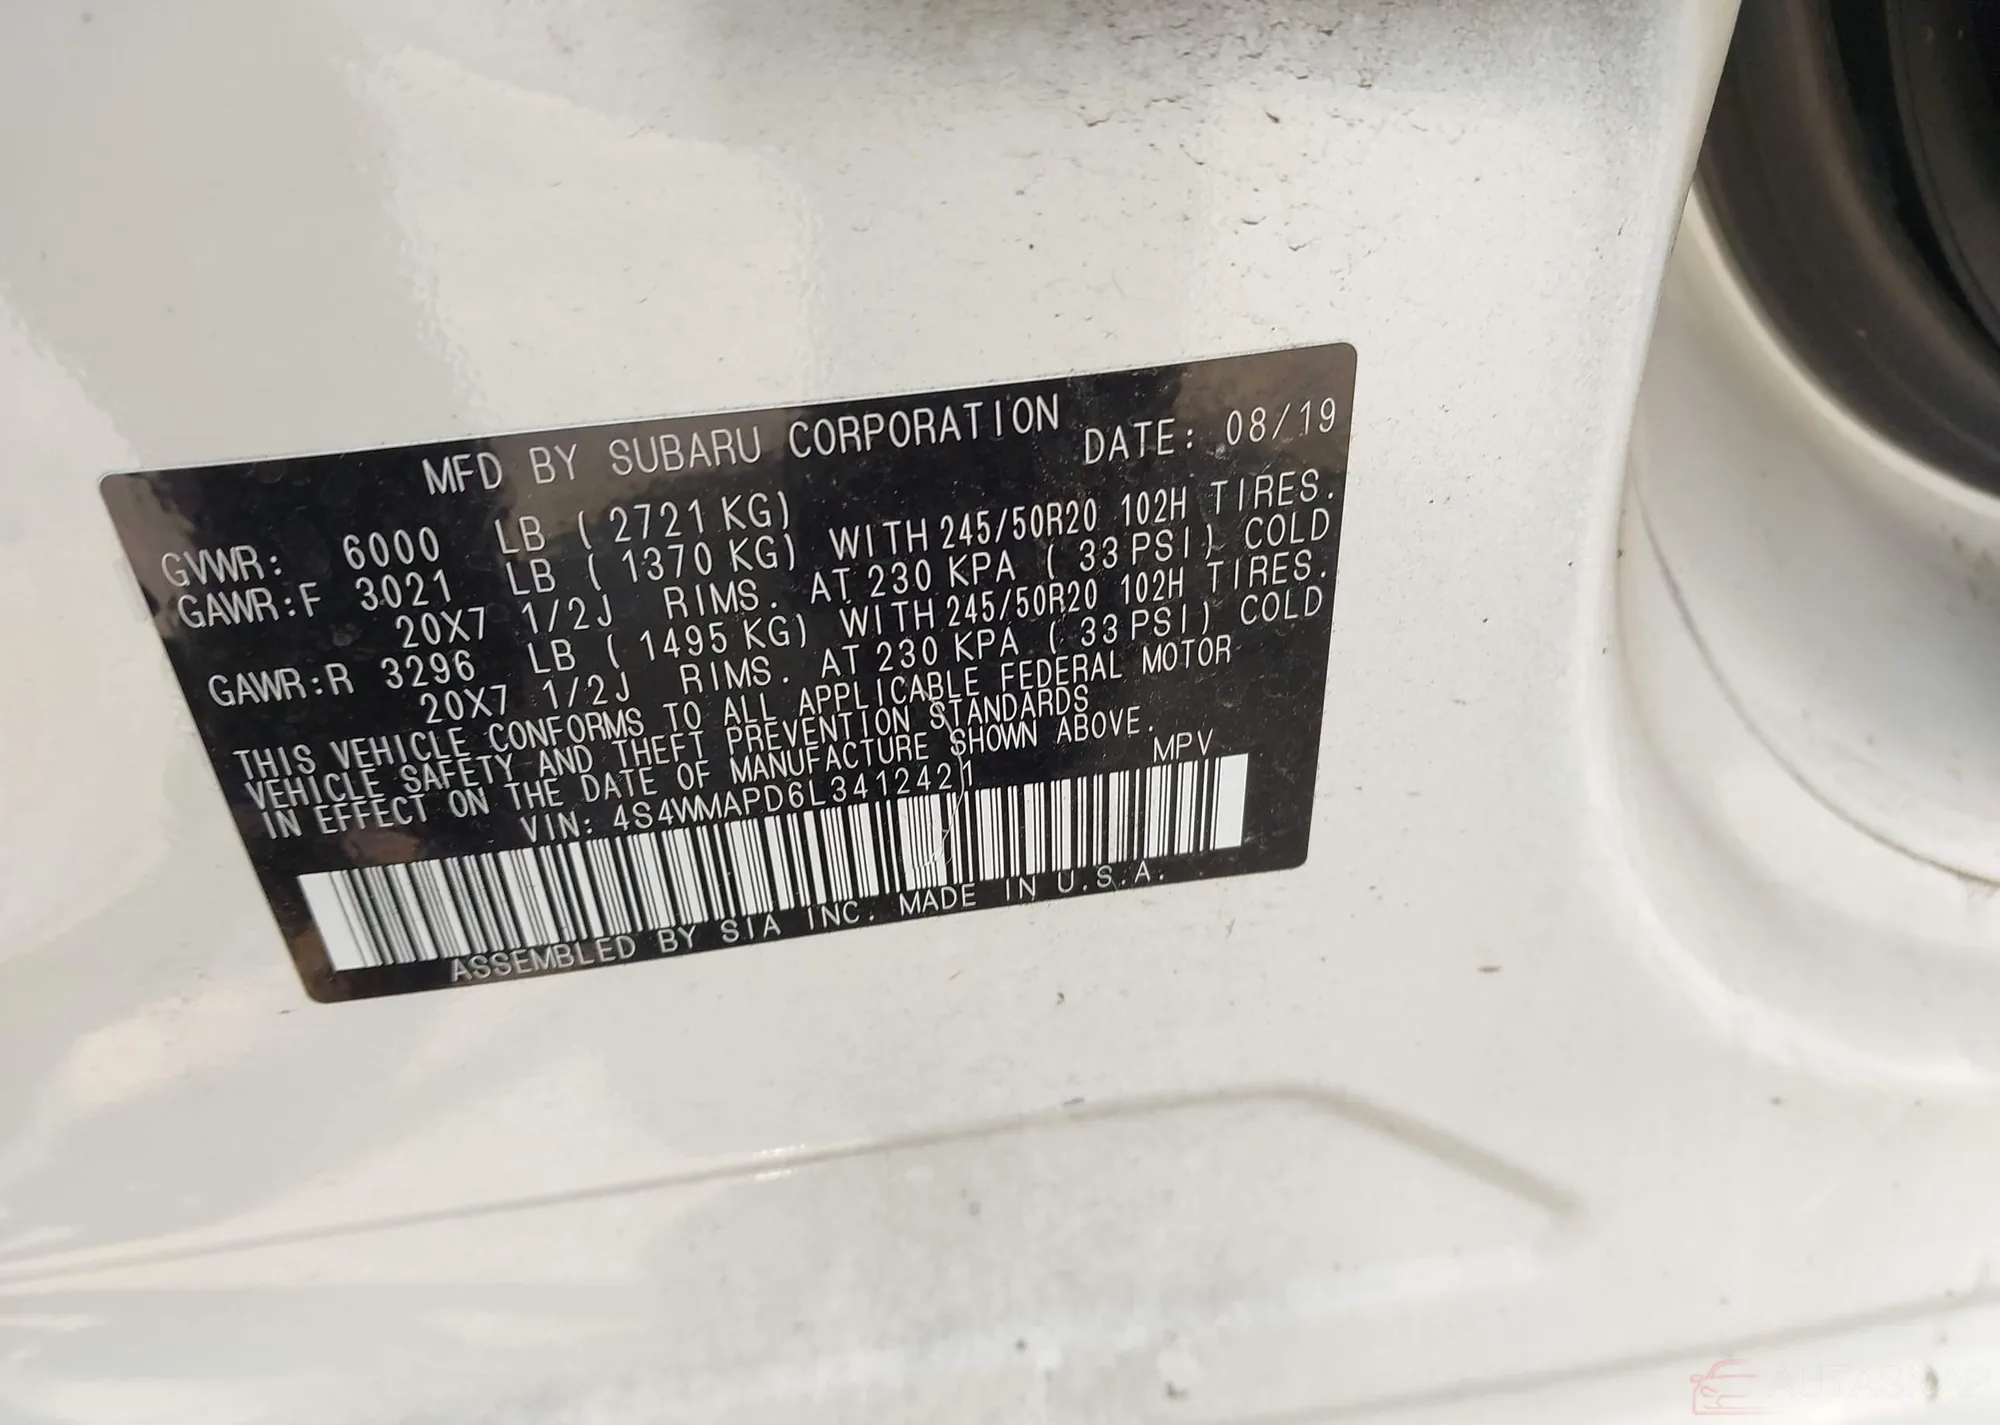 MFD BY SUBARU CORPORATION DATE: 08/19
GVWR: 6000 LB ( 2721 KG)
GAWR:F 3021 LB ( 1370 KG) WITH 245/50R20 102H TIRES.
20X7 1/2J RIMS. AT 230 KPA ( 33 PSI) COLD
GAWR:R 3296 LB ( 1495 KG) WITH 245/50R20 102H TIRES.
20X7 1/2J RIMS. AT 230 KPA ( 33 PSI) COLD
THIS VEHICLE CONFORMS TO ALL APPLICABLE FEDERAL MOTOR
VEHICLE SAFETY AND THEFT PREVENTION STANDARDS
IN EFFECT ON THE DATE OF MANUFACTURE SHOWN ABOVE.
VIN: 4S4WMAPD6L3412421 MPV
ASSEMBLED BY SIA INC. MADE IN U.S.A.